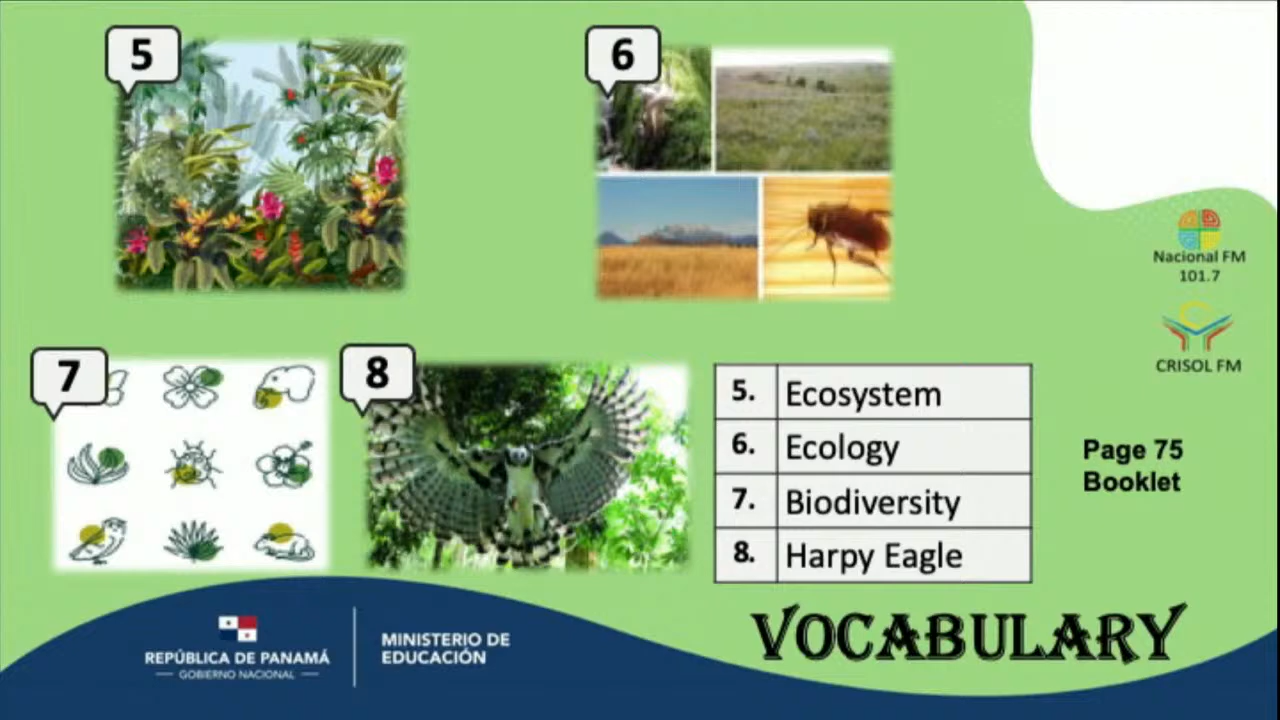 5
6
Nacional FM
101.7
CRISOL FM
7
8
5. Ecosystem
6. Ecology
7. Biodiversity
8. Harpy Eagle
Page 75
Booklet
VOCABULARY
REPÚBLICA DE PANAMÁ
— GOBIERNO NACIONAL —
MINISTERIO DE
EDUCACIÓN